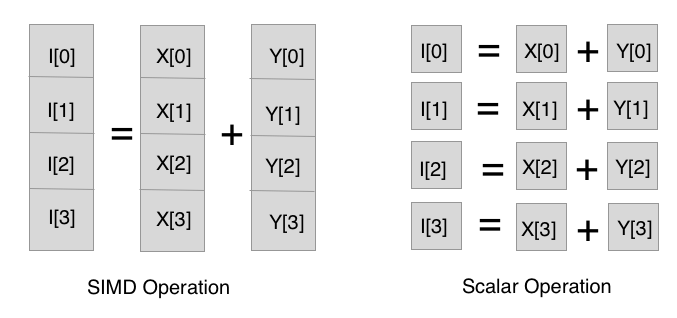 I[0] X[0] Y[0]
I[1] X[1] Y[1]
= +
I[2] X[2] Y[2]
I[3] X[3] Y[3]
SIMD Operation
I[0] = X[0] + Y[0]
I[1] = X[1] + Y[1]
I[2] = X[2] + Y[2]
I[3] = X[3] + Y[3]
Scalar Operation